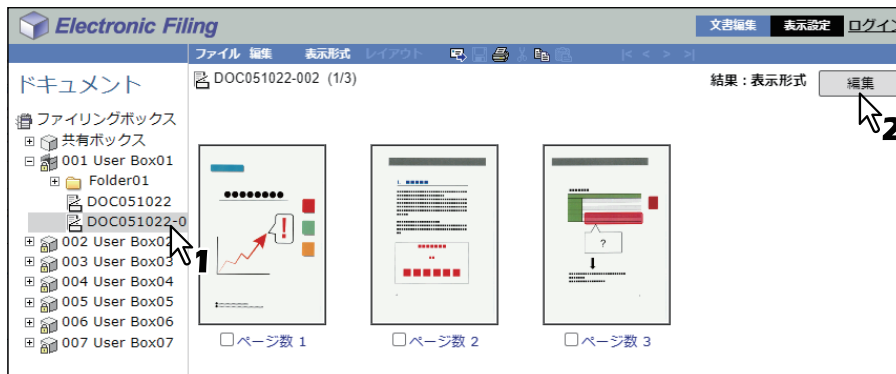 Electronic Filing
文書編集 表示設定 ログイン
ファイル 編集 表示形式 レイアウト |< < > >|
ドキュメント
DOC051022-002 (1/3)
結果：表示形式 編集
2
ファイリングボックス
共有ボックス
001 User Box01
Folder01
DOC051022
DOC051022-0
1
002 User Box02
003 User Box03
004 User Box04
005 User Box05
006 User Box06
007 User Box07
!
?
ページ数 1
ページ数 2
ページ数 3